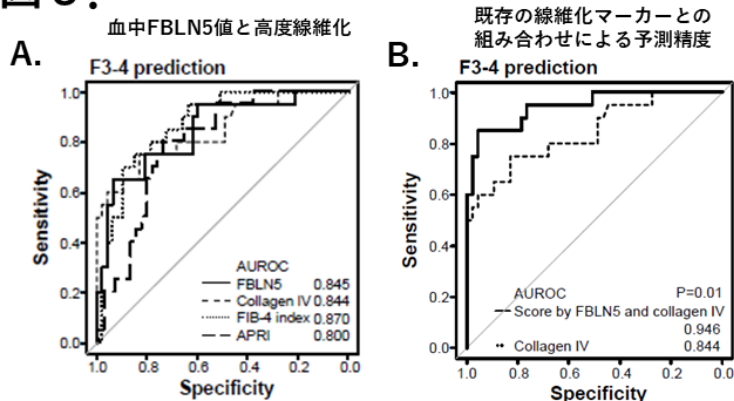 血中FBLN5値と高度線維化
A.
F3-4 prediction
Sensitivity
1.0
0.8
0.6
0.4
0.2
0.0
AUROC
FBLN5 0.845
Collagen IV 0.844
FIB-4 index 0.870
APRI 0.800
1.0 0.8 0.6 0.4 0.2 0.0
Specificity
既存の線維化マーカーとの
組み合わせによる予測精度
B.
F3-4 prediction
Sensitivity
1.0
0.8
0.6
0.4
0.2
0.0
AUROC P=0.01
Score by FBLN5 and collagen IV
0.946
Collagen IV 0.844
1.0 0.8 0.6 0.4 0.2 0.0
Specificity